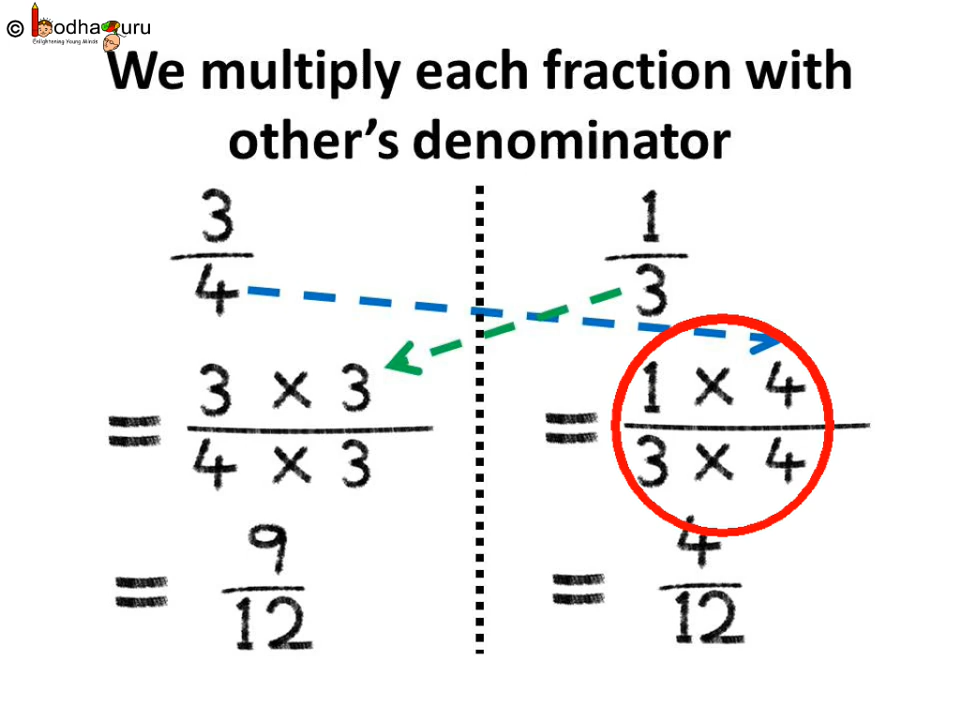 © BodhaGuru
Enlightening Young Minds
We multiply each fraction with
other's denominator
3/4
1/3
= 3 × 3 / 4 × 3
= 1 × 4 / 3 × 4
= 9/12
= 4/12